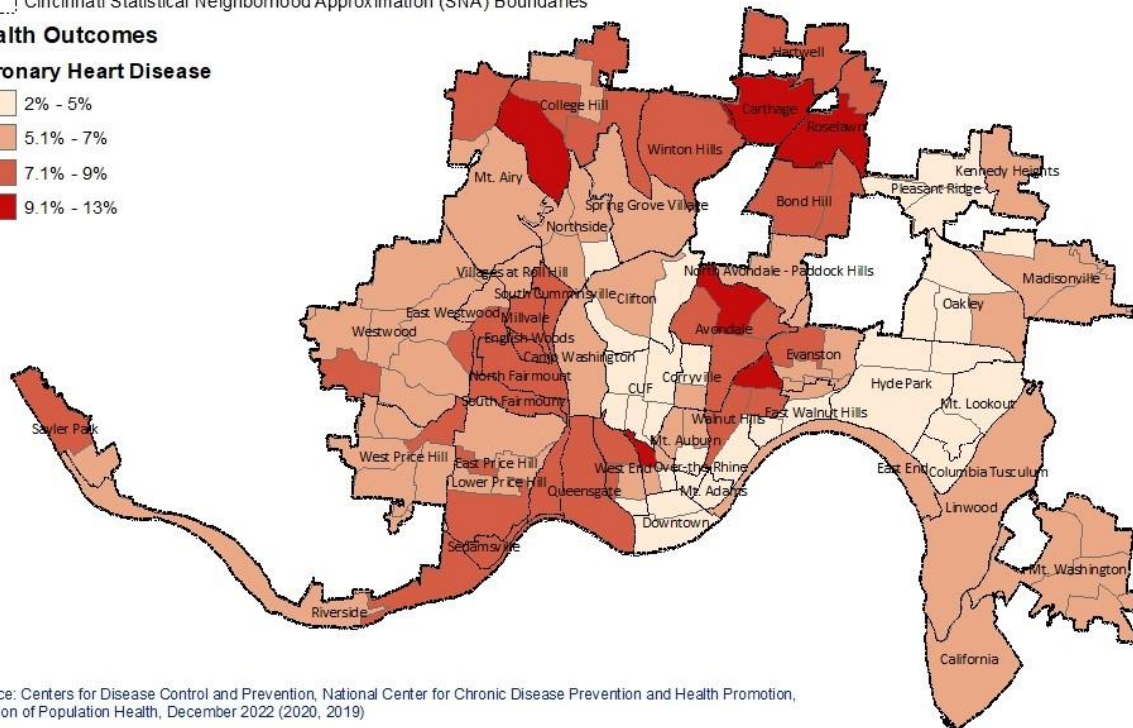 Cincinnati Statistical Neighborhood Approximation (SNA) Boundaries
alth Outcomes
ronary Heart Disease
2% - 5%
5.1% - 7%
7.1% - 9%
9.1% - 13%
Hartwell
Carthage
College Hill
Roselawn
Winton Hills
Kennedy Heights
Mt. Airy
Pleasant Ridge
Bond Hill
Spring Grove Village
Northside
Villages at Roll Hill
North Avondale - Paddock Hills
Madisonville
South Cumminsville
Clifton
Oakley
East Westwood
Millvale
Westwood
Avondale
English Woods
Camp Washington
Evanston
North Fairmount
Corryville
Hyde Park
CUF
South Fairmount
Mt. Lookout
Walnut Hills
East Walnut Hills
Sayler Park
Mt. Auburn
West Price Hill
East Price Hill
West End
Over-the-Rhine
East End
Columbia Tusculum
Lower Price Hill
Queensgate
Mt. Adams
Linwood
Downtown
Sedamsville
Mt. Washington
Riverside
California
ce: Centers for Disease Control and Prevention, National Center for Chronic Disease Prevention and Health Promotion,
ion of Population Health, December 2022 (2020, 2019)